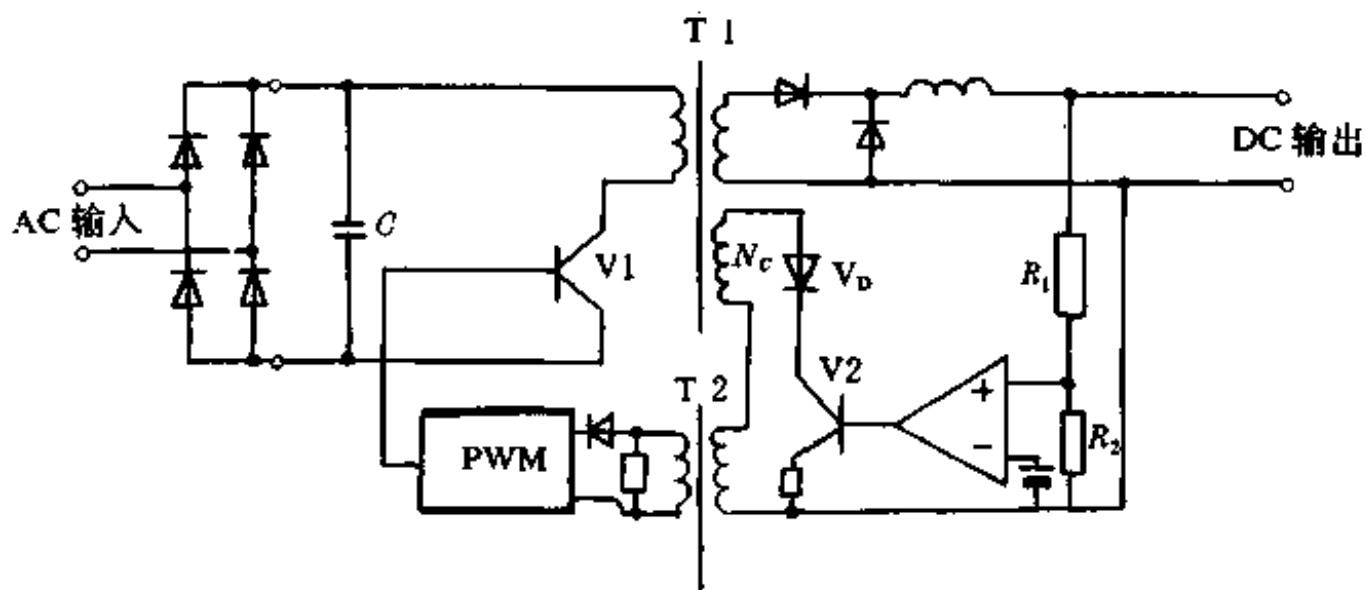 T 1
DC 输出
AC 输入
C
V1
N_C
V_D
R_1
V2
T 2
+
−
R_2
PWM